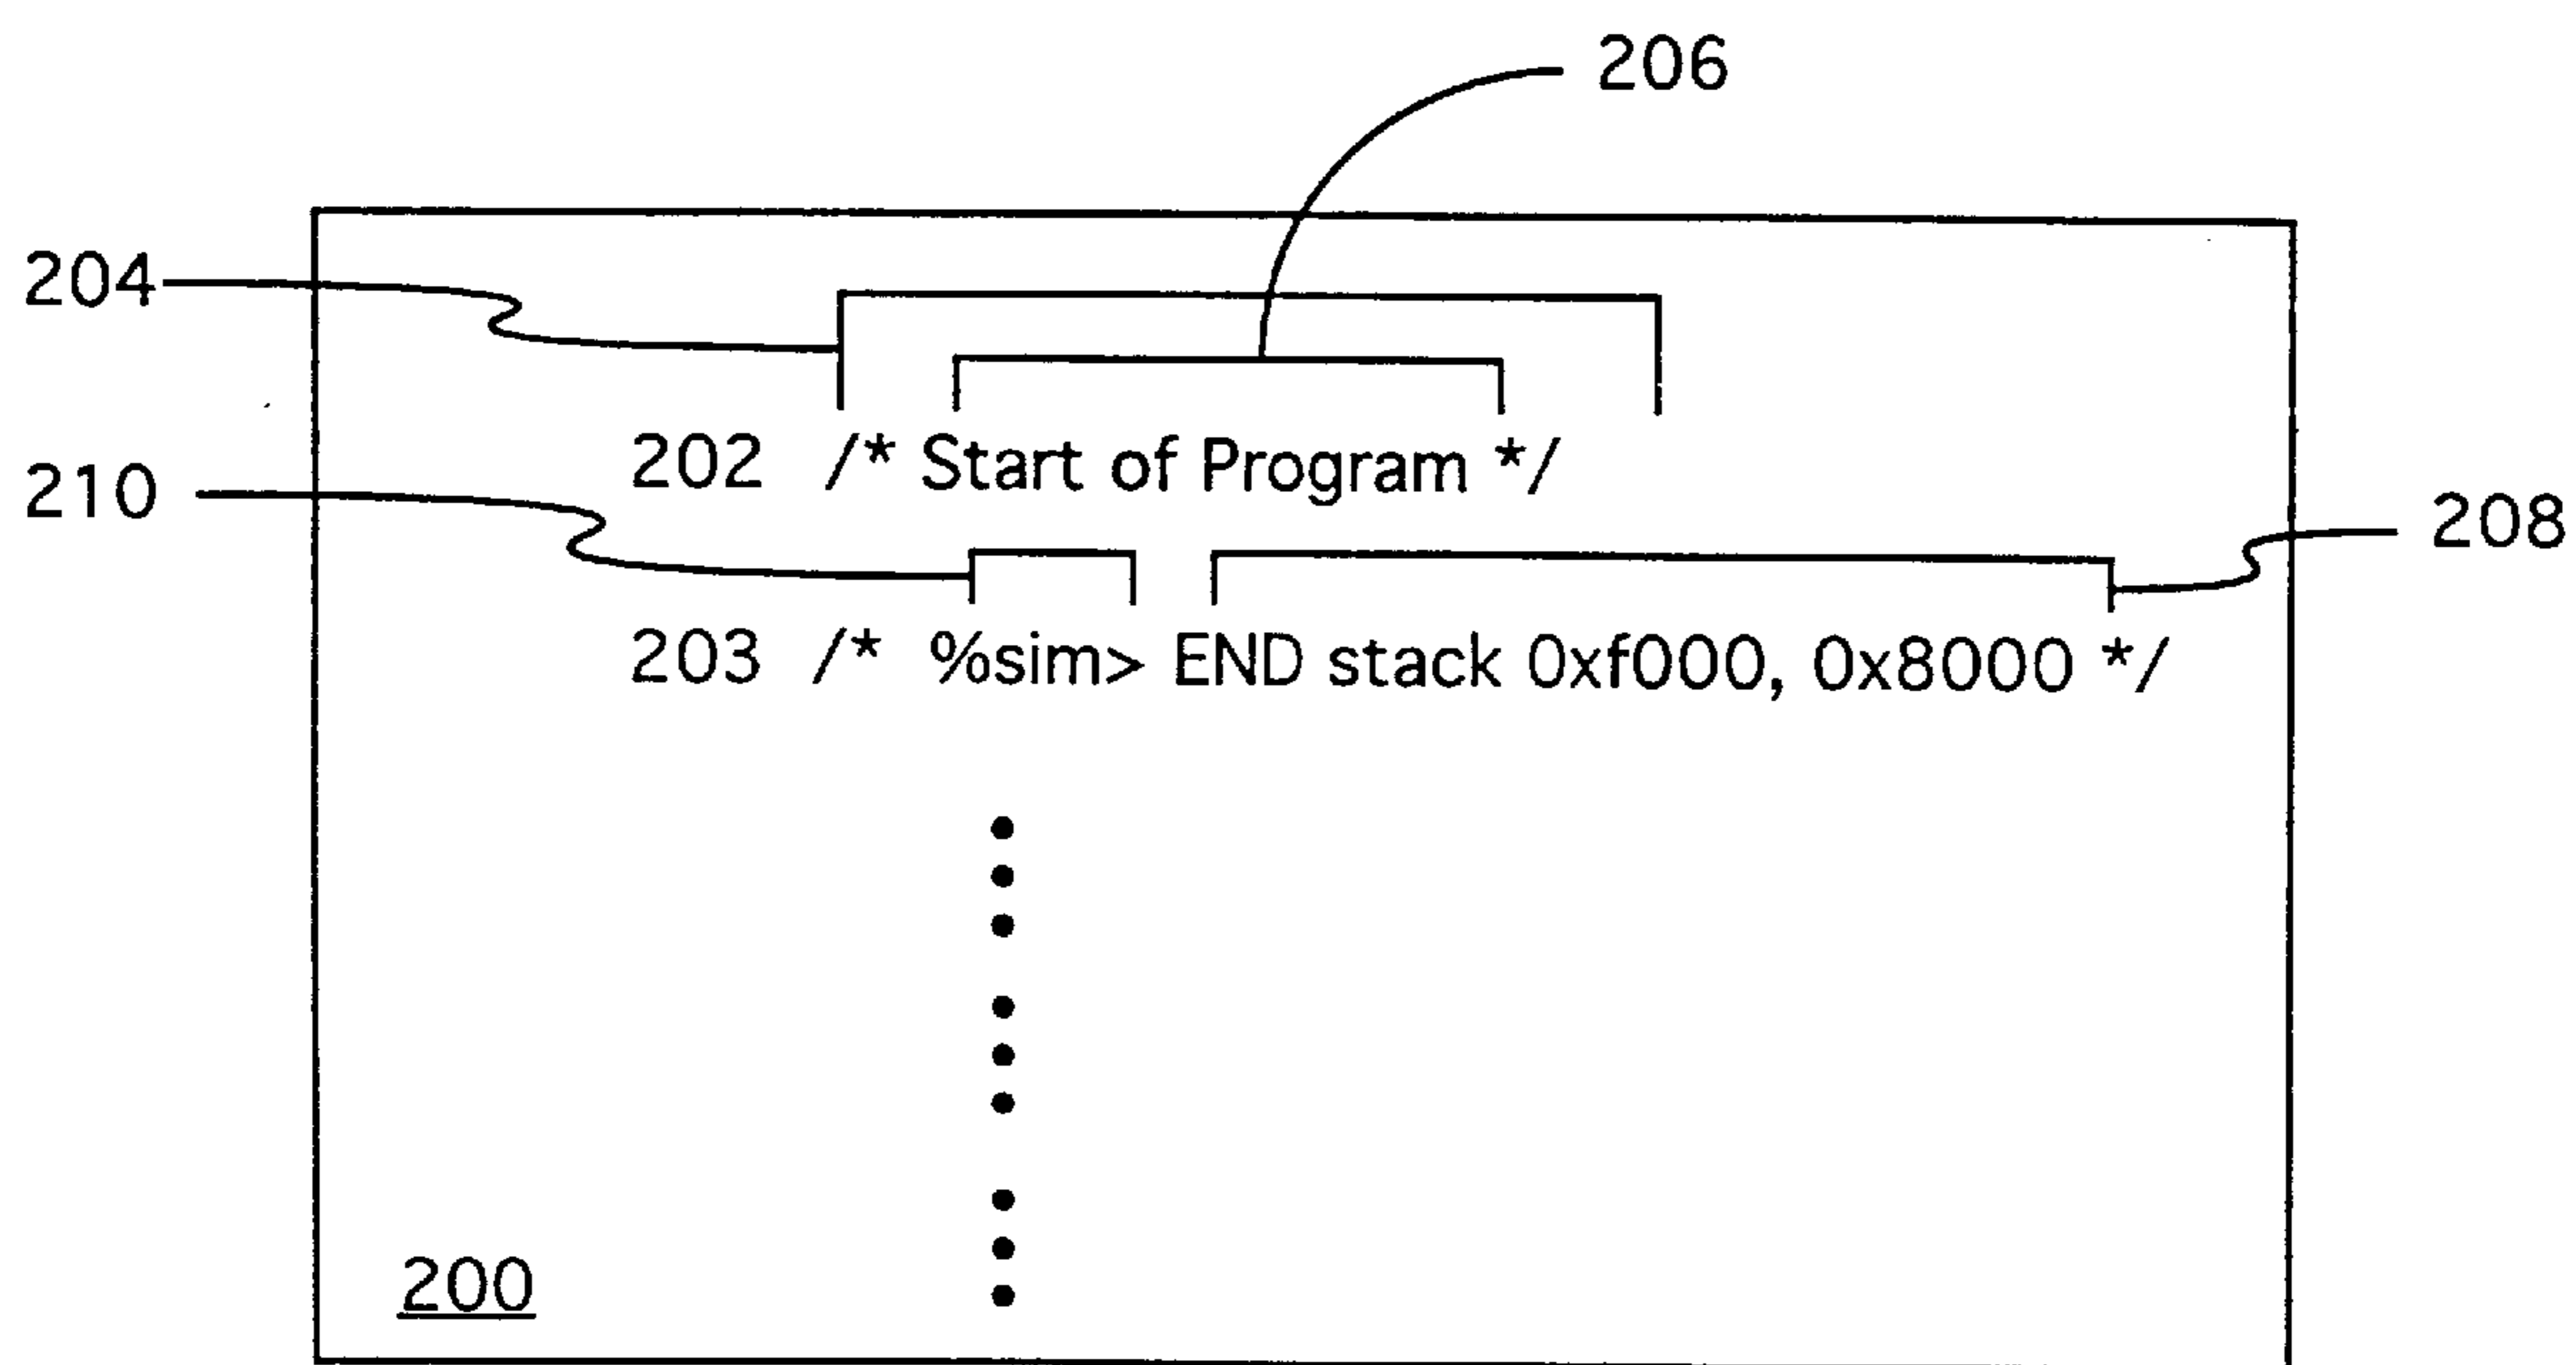 206
204
202 /* Start of Program */
210
208
203 /* %sim> END stack 0xf000, 0x8000 */
200